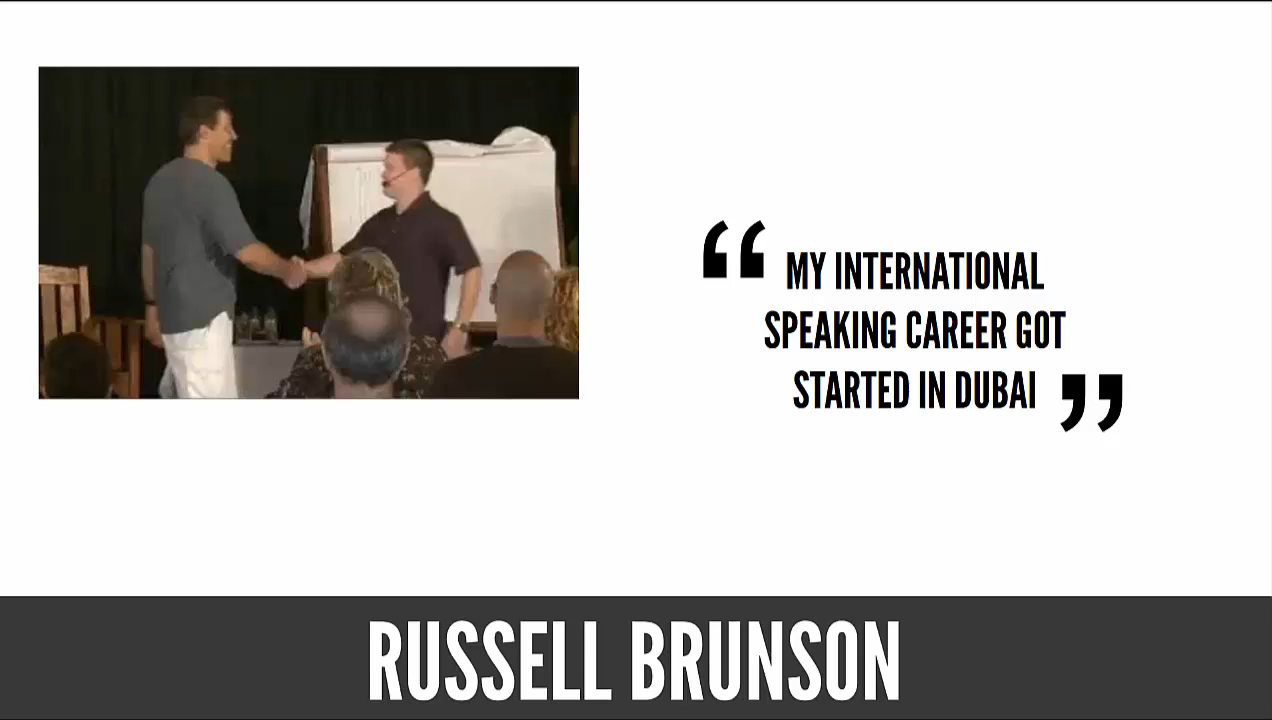 “ MY INTERNATIONAL
SPEAKING CAREER GOT
STARTED IN DUBAI ”
RUSSELL BRUNSON